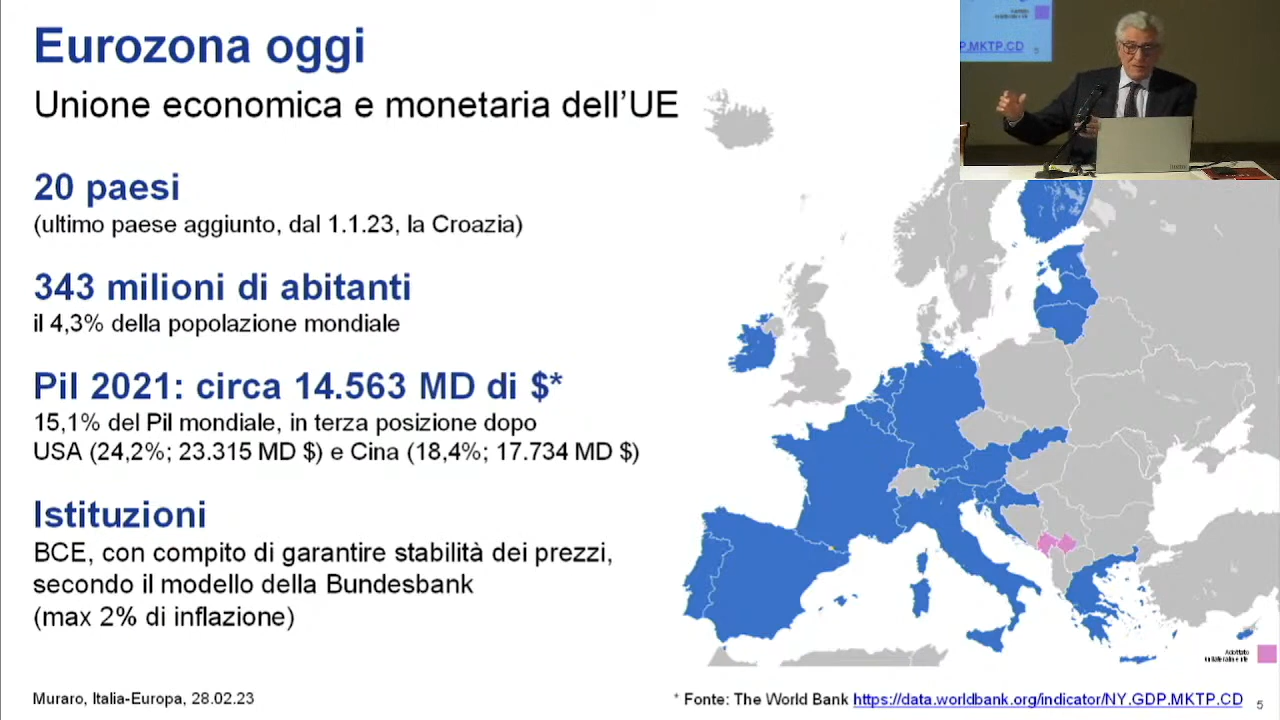 Eurozona oggi
Unione economica e monetaria dell'UE
20 paesi
(ultimo paese aggiunto, dal 1.1.23, la Croazia)
343 milioni di abitanti
il 4,3% della popolazione mondiale
Pil 2021: circa 14.563 MD di $*
15,1% del Pil mondiale, in terza posizione dopo
USA (24,2%; 23.315 MD $) e Cina (18,4%; 17.734 MD $)
Istituzioni
BCE, con compito di garantire stabilità dei prezzi,
secondo il modello della Bundesbank
(max 2% di inflazione)
P.MKTP.CD 5
Adottato
Muraro, Italia-Europa, 28.02.23
* Fonte: The World Bank https://data.worldbank.org/indicator/NY.GDP.MKTP.CD 5